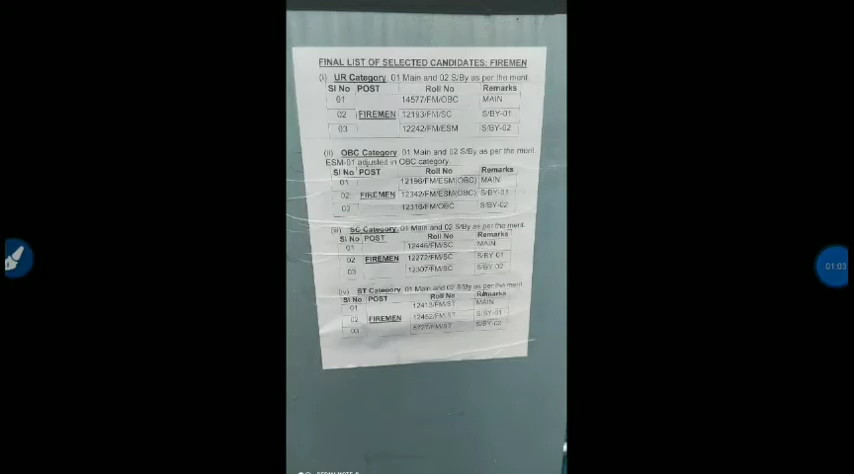 FINAL LIST OF SELECTED CANDIDATES: FIREMEN
(i) UR Category. 01 Main and 02 S/By as per the merit.
Sl No POST Roll No Remarks
01 14577/FM/OBC MAIN
02 FIREMEN 12193/FM/SC S/BY-01
03 12242/FM/ESM S/BY-02
(ii) OBC Category. 01 Main and 02 S/By as per the merit.
ESM-01 adjusted in OBC category
Sl No POST Roll No Remarks
01 12196/FM/ESM(OBC) MAIN
02 FIREMEN 12342/FM/ESM(OBC) S/BY-01
03 12310/FM/OBC S/BY-02
(iii) SC Category. 01 Main and 02 S/By as per the merit.
Sl No POST Roll No Remarks
01 12446/FM/SC MAIN
02 FIREMEN 12272/FM/SC S/BY-01
03 12307/FM/SC S/BY-02
(iv) ST Category. 01 Main and 02 S/By as per the merit
Sl No POST Roll No Remarks
01 12413/FM/ST MAIN
02 FIREMEN 12452/FM/ST S/BY-01
03 5727/FM/ST S/BY-02
01:03